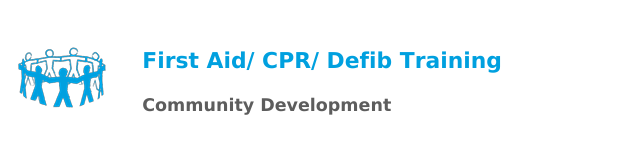 First Aid/ CPR/ Defib Training
Community Development